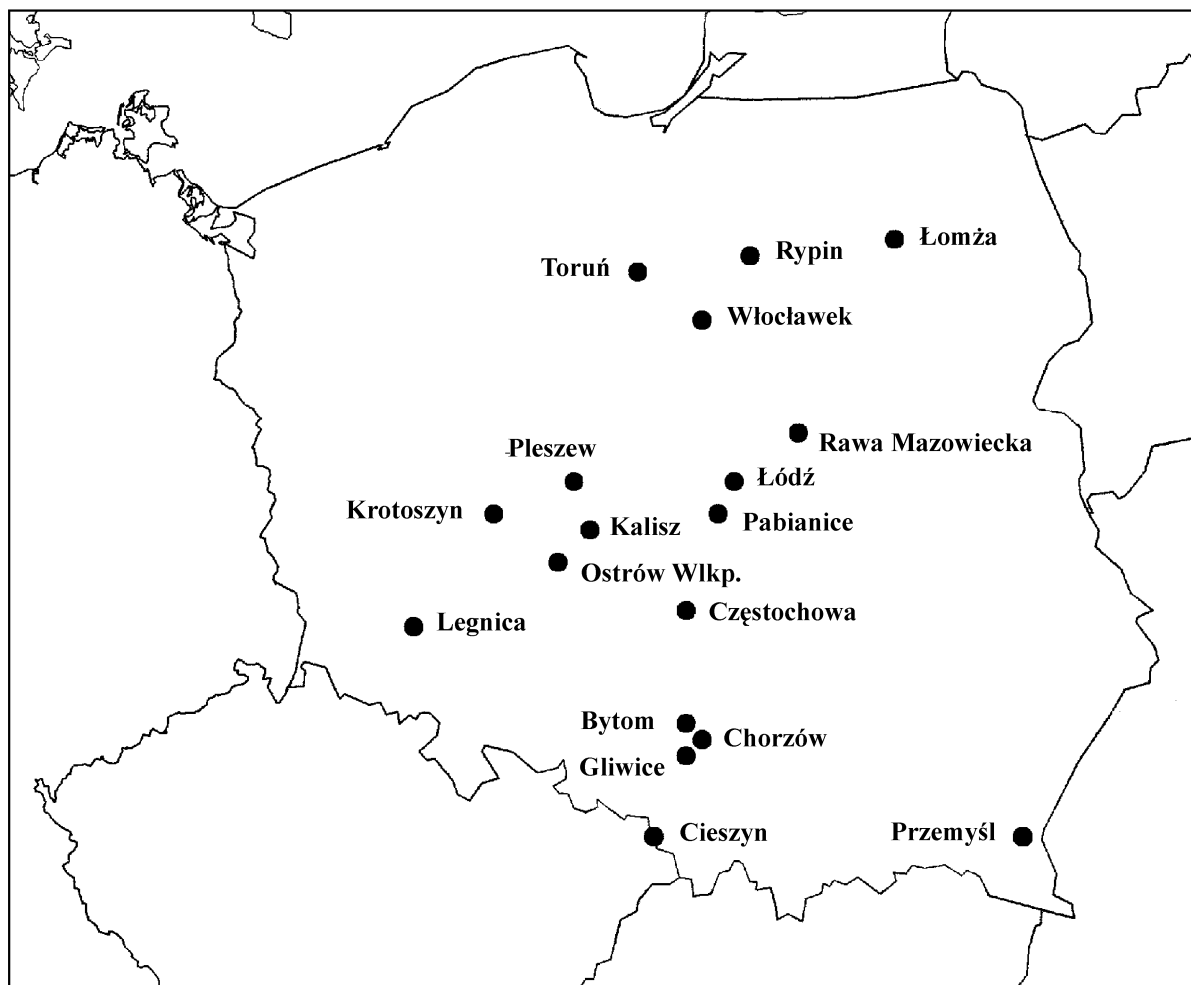 Łomża
Rypin
Toruń
Włocławek
Rawa Mazowiecka
Pleszew
Łódź
Krotoszyn
Pabianice
Kalisz
Ostrów Wlkp.
Częstochowa
Legnica
Bytom
Chorzów
Gliwice
Cieszyn
Przemyśl